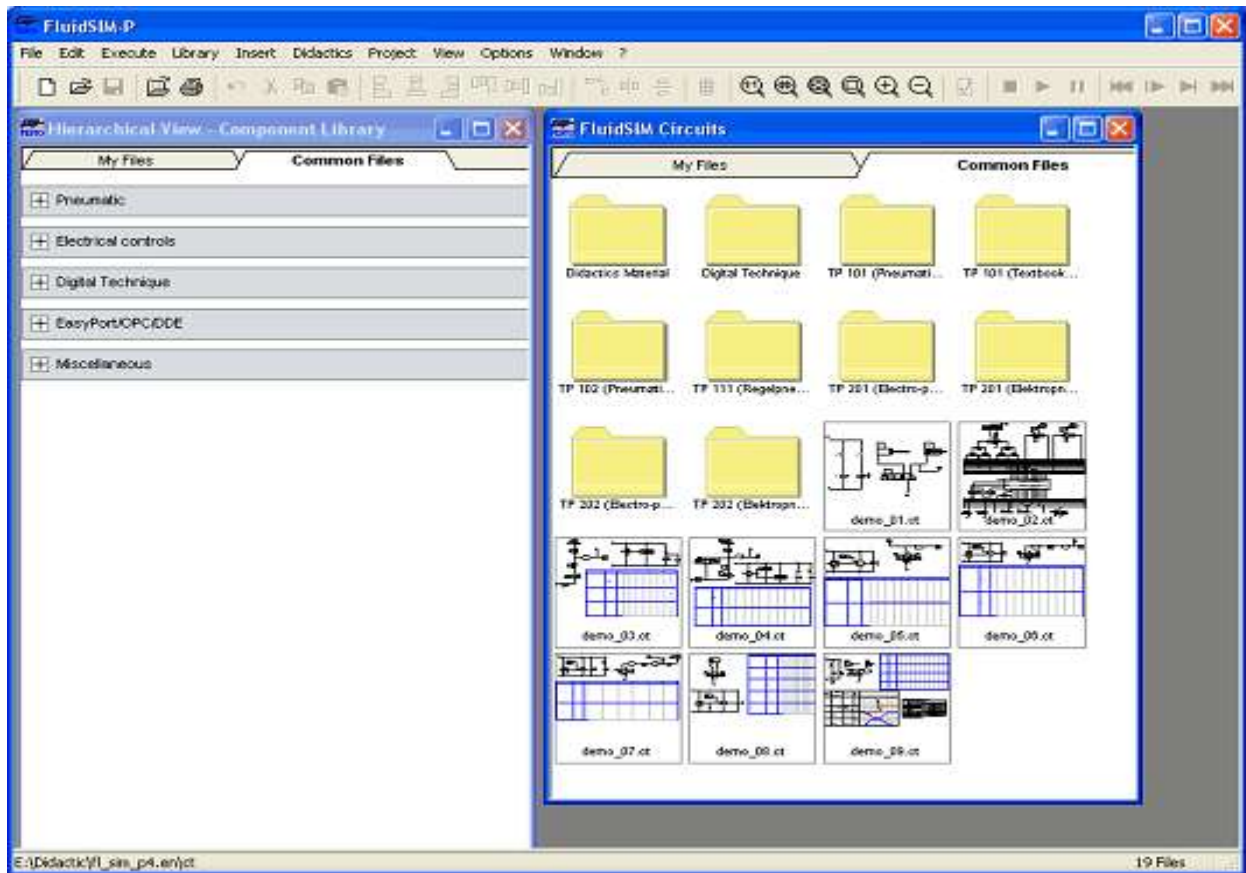 FluidSIM-P
File Edit Execute Library Insert Didactics Project View Options Window ?
Hierarchical View - Component Library
My Files Common Files
Pneumatic
Electrical controls
Digital Technique
EasyPort/OPC/DDE
Miscellaneous
FluidSIM Circuits
My Files Common Files
Didactics Material Digital Technique TP 101 (Pneumati... TP 101 (Textbook...
TP 102 (Pneumati... TP 111 (Regelpne... TP 201 (Electro-p... TP 201 (Elektropn...
TP 202 (Electro-p... TP 202 (Elektropn... demo_01.ct demo_02.ct
demo_03.ct demo_04.ct demo_05.ct demo_06.ct
demo_07.ct demo_08.ct demo_09.ct
E:\Didactic\fl_sim_p4.en\ct 19 Files